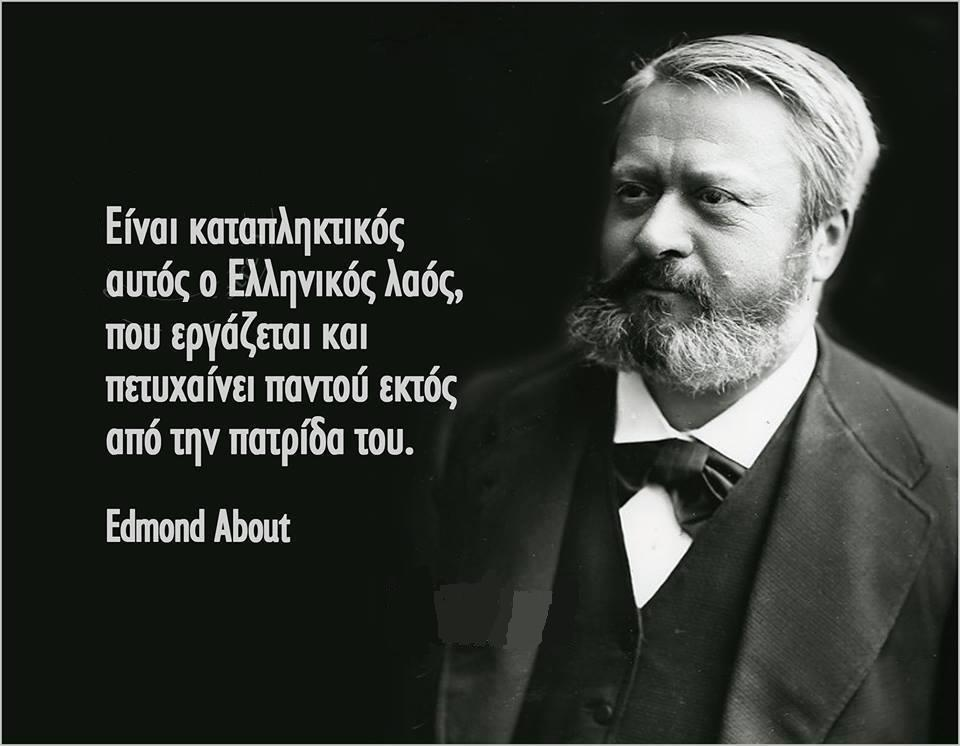 Είναι καταπληκτικός
αυτός ο Ελληνικός λαός,
που εργάζεται και
πετυχαίνει παντού εκτός
από την πατρίδα του.
Edmond About